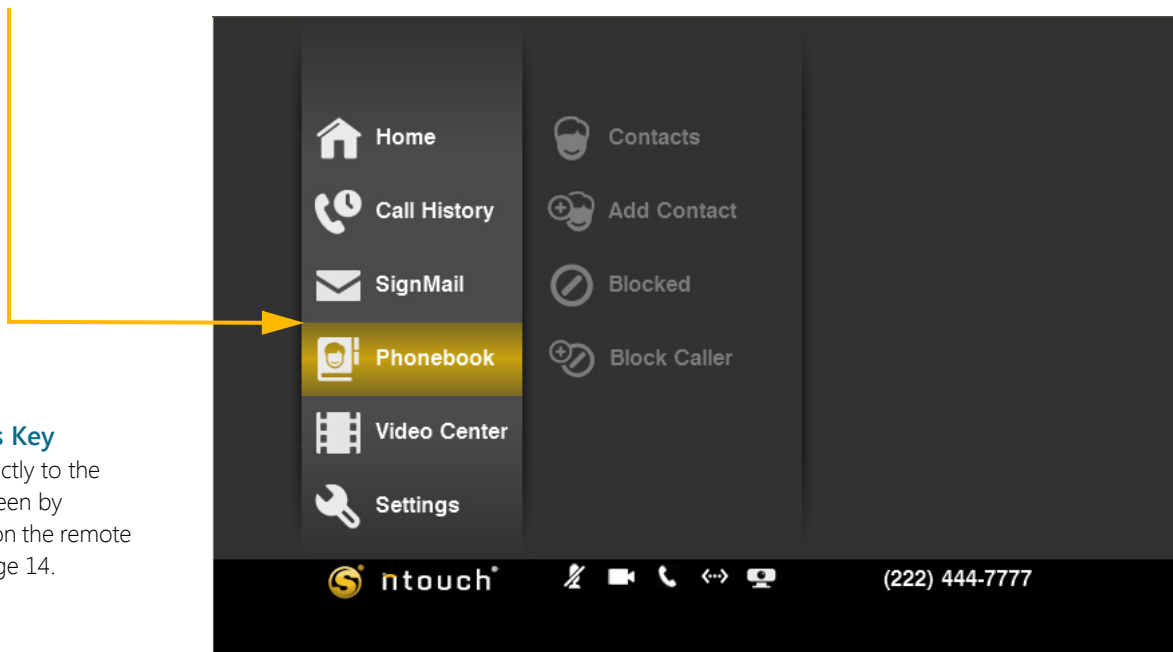 Home
Contacts
Call History
Add Contact
SignMail
Blocked
Phonebook
Block Caller
Video Center
Settings
s Key
ctly to the
een by
on the remote
ge 14.
S ntouch
(222) 444-7777